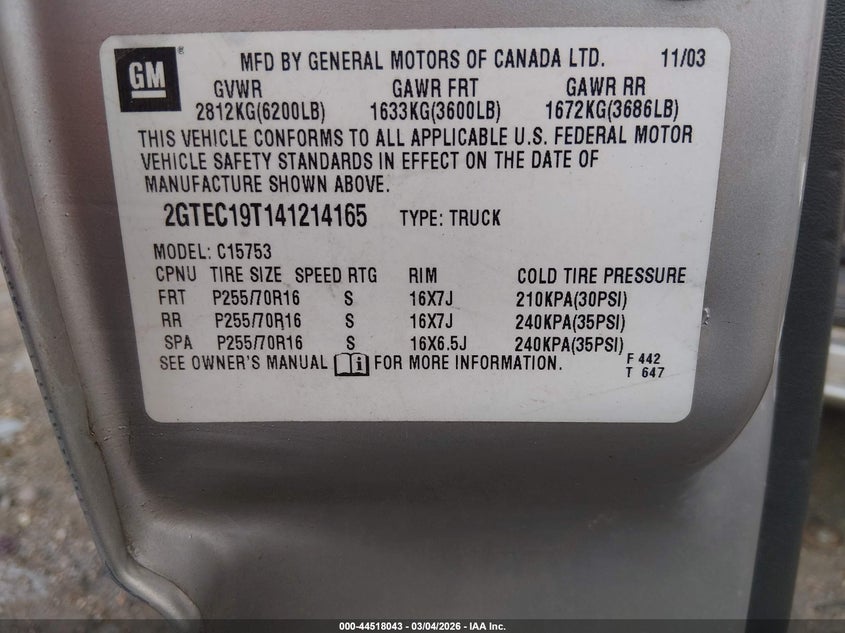 GM
MFD BY GENERAL MOTORS OF CANADA LTD. 11/03
GVWR GAWR FRT GAWR RR
2812KG(6200LB) 1633KG(3600LB) 1672KG(3686LB)
THIS VEHICLE CONFORMS TO ALL APPLICABLE U.S. FEDERAL MOTOR
VEHICLE SAFETY STANDARDS IN EFFECT ON THE DATE OF
MANUFACTURE SHOWN ABOVE.
2GTEC19T141214165 TYPE: TRUCK
MODEL: C15753
CPNU TIRE SIZE SPEED RTG RIM COLD TIRE PRESSURE
FRT P255/70R16 S 16X7J 210KPA(30PSI)
RR P255/70R16 S 16X7J 240KPA(35PSI)
SPA P255/70R16 S 16X6.5J 240KPA(35PSI)
SEE OWNER'S MANUAL i FOR MORE INFORMATION. F 442
T 647
000-44518043 - 03/04/2026 - IAA Inc.